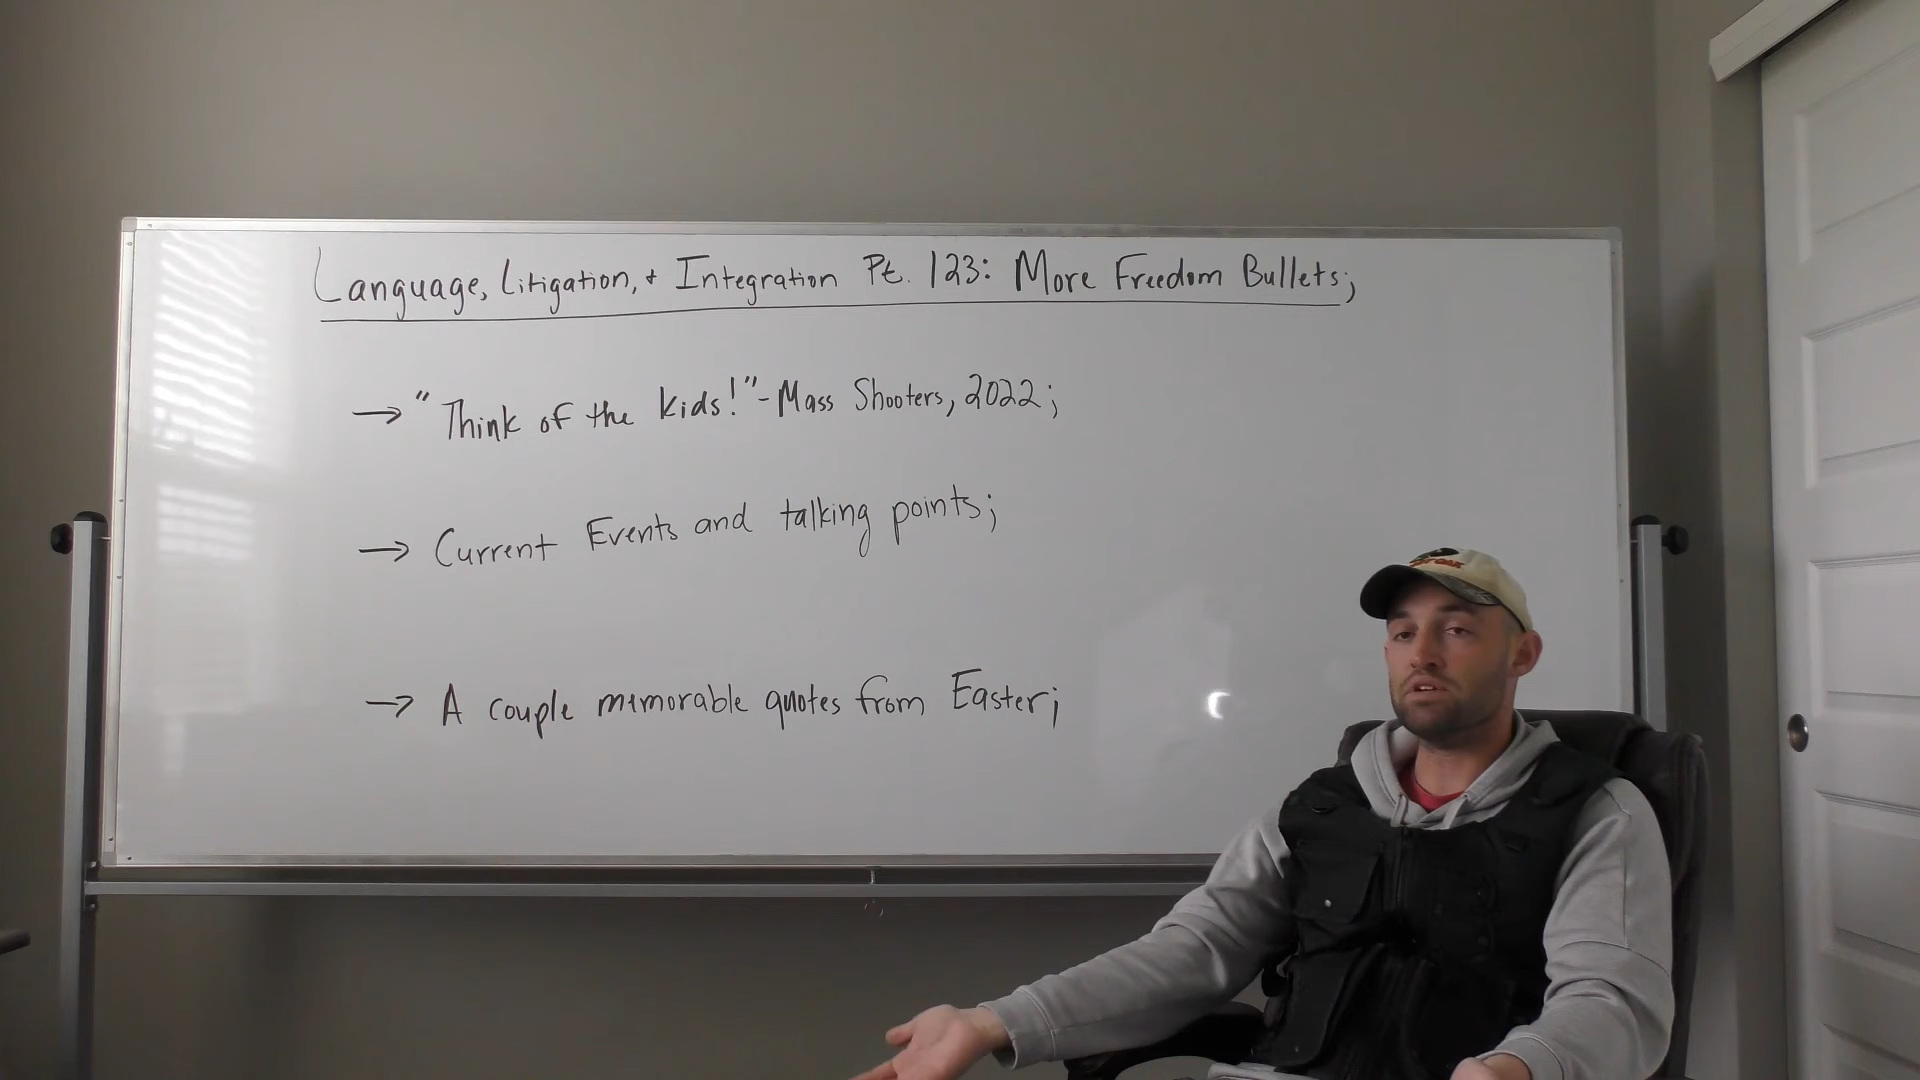 Language, Litigation, + Integration Pt. 123: More Freedom Bullets;
→ "Think of the kids!" - Mass Shooters, 2022;
→ Current Events and talking points;
→ A couple memorable quotes from Easter;